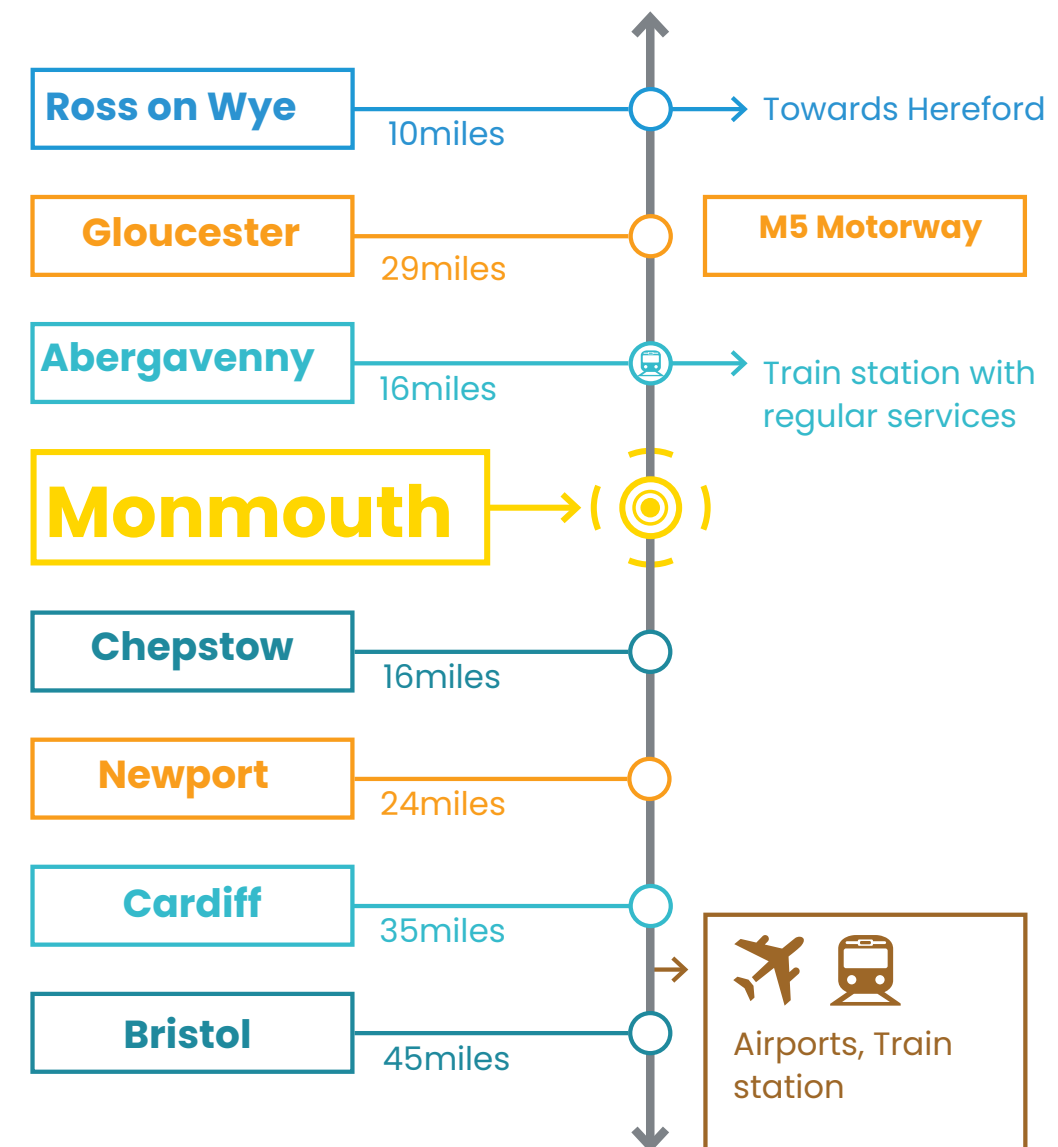 Ross on Wye
10miles
Towards Hereford
Gloucester
29miles
M5 Motorway
Abergavenny
16miles
Train station with
regular services
Monmouth
Chepstow
16miles
Newport
24miles
Cardiff
35miles
Bristol
45miles
Airports, Train
station